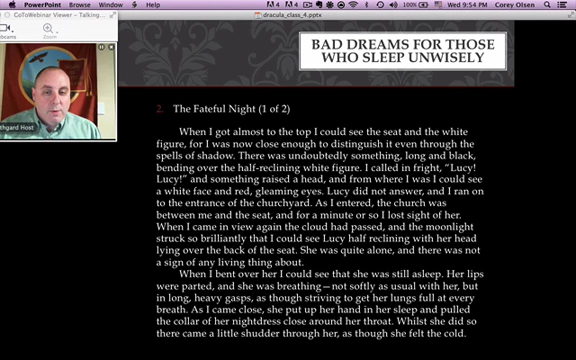 PowerPoint File Edit View Window Help
4 4 100% Wed 9:54 PM Corey Olsen
GoToWebinar Viewer – Talking...
dracula_class_4.pptx
Zoom
thgard Host
BAD DREAMS FOR THOSE
WHO SLEEP UNWISELY
2. The Fateful Night (1 of 2)
When I got almost to the top I could see the seat and the white
figure, for I was now close enough to distinguish it even through the
spells of shadow. There was undoubtedly something, long and black,
bending over the half-reclining white figure. I called in fright, “Lucy!
Lucy!” and something raised a head, and from where I was I could see
a white face and red, gleaming eyes. Lucy did not answer, and I ran on
to the entrance of the churchyard. As I entered, the church was
between me and the seat, and for a minute or so I lost sight of her.
When I came in view again the cloud had passed, and the moonlight
struck so brilliantly that I could see Lucy half reclining with her head
lying over the back of the seat. She was quite alone, and there was not
a sign of any living thing about.
When I bent over her I could see that she was still asleep. Her lips
were parted, and she was breathing—not softly as usual with her, but
in long, heavy gasps, as though striving to get her lungs full at every
breath. As I came close, she put up her hand in her sleep and pulled
the collar of her nightdress close around her throat. Whilst she did so
there came a little shudder through her, as though she felt the cold.